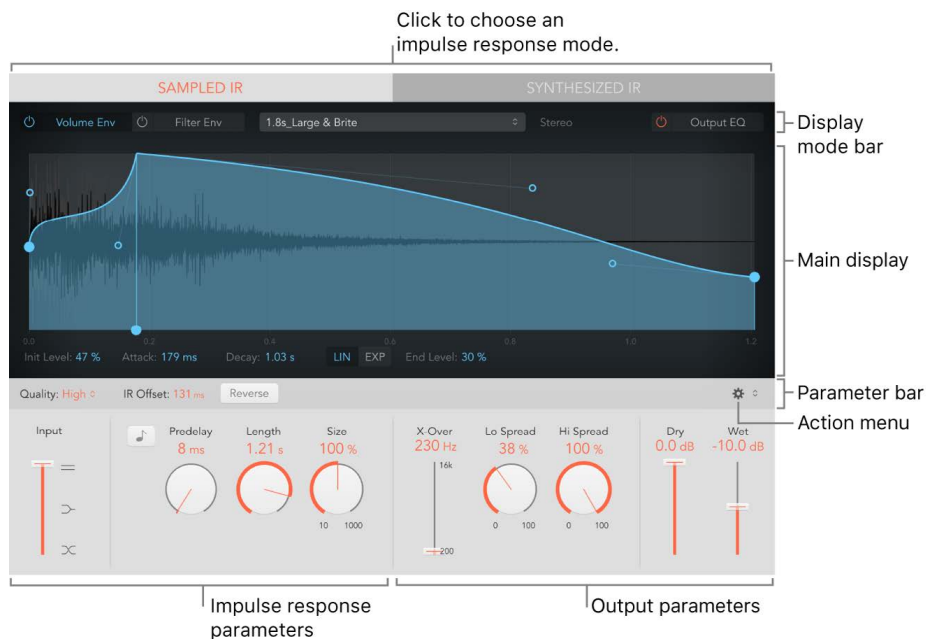 Click to choose an
impulse response mode.
SAMPLED IR
SYNTHESIZED IR
Volume Env
Filter Env
1.8s_Large & Brite
Stereo
Output EQ
Display
mode bar
Main display
0.0
0.2
0.4
0.6
0.8
1.0
1.2
Init Level: 47 %
Attack: 179 ms
Decay: 1.03 s
LIN
EXP
End Level: 30 %
Quality: High
IR Offset: 131 ms
Reverse
Parameter bar
Action menu
Input
Predelay
8 ms
Length
1.21 s
Size
100 %
10
1000
X-Over
230 Hz
16k
200
Lo Spread
38 %
0
100
Hi Spread
100 %
0
100
Dry
0.0 dB
Wet
-10.0 dB
Impulse response
parameters
Output parameters